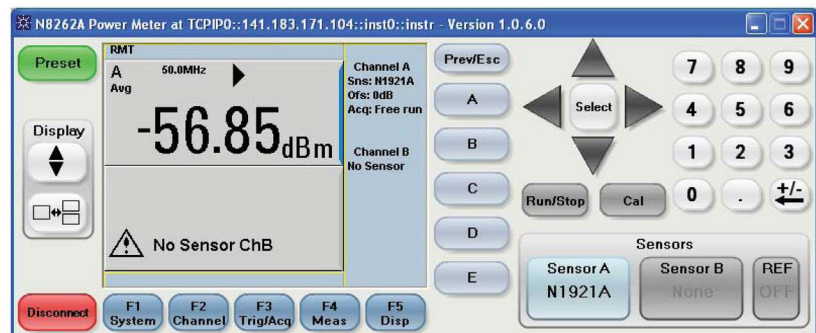 N8262A Power Meter at TCPIP0::141.183.171.104::inst0::instr - Version 1.0.6.0
Preset
RMT
A
50.0MHz
Avg
-56.85dBm
Channel A
Sns: N1921A
Ofs: 0dB
Acq: Free run
Channel B
No Sensor
No Sensor ChB
Display
Disconnect
F1
System
F2
Channel
F3
Trig/Acq
F4
Meas
F5
Disp
Prev/Esc
A
B
C
D
E
Select
Run/Stop
Cal
7 8 9
4 5 6
1 2 3
0 . +/-
Sensors
Sensor A
N1921A
Sensor B
None
REF
OFF